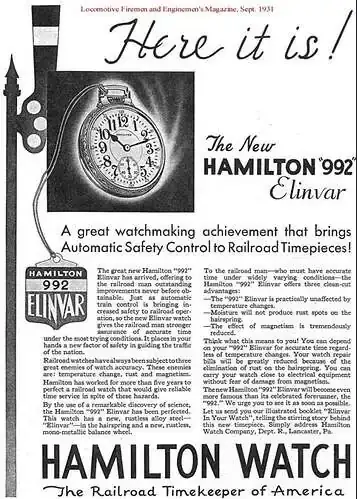 Locomotive Firemen and Enginemen's Magazine, Sept. 1931
Here it is!
The New
HAMILTON "992"
Elinvar
A great watchmaking achievement that brings
Automatic Safety Control to Railroad Timepieces!
HAMILTON
992
ELINVAR
The great new Hamilton "992"
Elinvar has arrived, offering to
the railroad man outstanding
improvements never before ob-
tainable. Just as automatic
train control is bringing in-
creased safety to railroad oper-
ation, so the new Elinvar watch
gives the railroad man stronger
assurance of accurate time
under the most trying conditions. It places in your
hands a new factor of safety in guiding the traffic
of the nation.
Railroad watches have always been subject to three
great enemies of watch accuracy. These enemies
are: temperature change, rust and magnetism.
Hamilton has worked for more than five years to
perfect a railroad watch that would give reliable
time service in spite of these hazards.
By the use of a remarkable discovery of science,
the Hamilton "992" Elinvar has been perfected.
This watch has a new, rustless alloy steel—
"Elinvar"—in the hairspring and a new, rustless,
mono-metallic balance wheel.
To the railroad man—who must have accurate
time under widely varying conditions—the
Hamilton "992" Elinvar offers three clean-cut
advantages:
—The "992" Elinvar is practically unaffected by
temperature changes.
—Moisture will not produce rust spots on the
hairspring.
—The effect of magnetism is tremendously
reduced.
Think what this means to you! You can depend
on your "992" Elinvar for accurate time regard-
less of temperature changes. Your watch repair
bills will be greatly reduced because of the
elimination of rust on the hairspring. You can
carry your watch close to electrical equipment
without fear of damage from magnetism.
The new Hamilton "992" Elinvar will become even
more famous than its celebrated forerunner, the
"992." We urge you to see it as soon as possible.
Let us send you our illustrated booklet "Elinvar
In Your Watch", telling the stirring story behind
this new timepiece. Simply address Hamilton
Watch Company, Dept. R., Lancaster, Pa.
HAMILTON WATCH
The Railroad Timekeeper of America